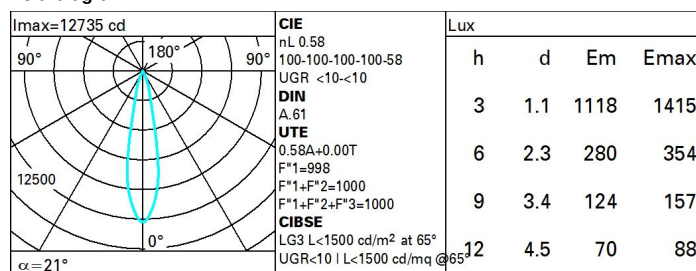 Imax=12735 cd
90° 180° 90°
12500
0°
α=21°
CIE
nL 0.58
100-100-100-100-58
UGR <10-<10
DIN
A.61
UTE
0.58A+0.00T
F"1=998
F"1+F"2=1000
F"1+F"2+F"3=1000
CIBSE
LG3 L<1500 cd/m² at 65°
UGR<10 | L<1500 cd/mq @65°
Lux
h d Em Emax
3 1.1 1118 1415
6 2.3 280 354
9 3.4 124 157
12 4.5 70 88